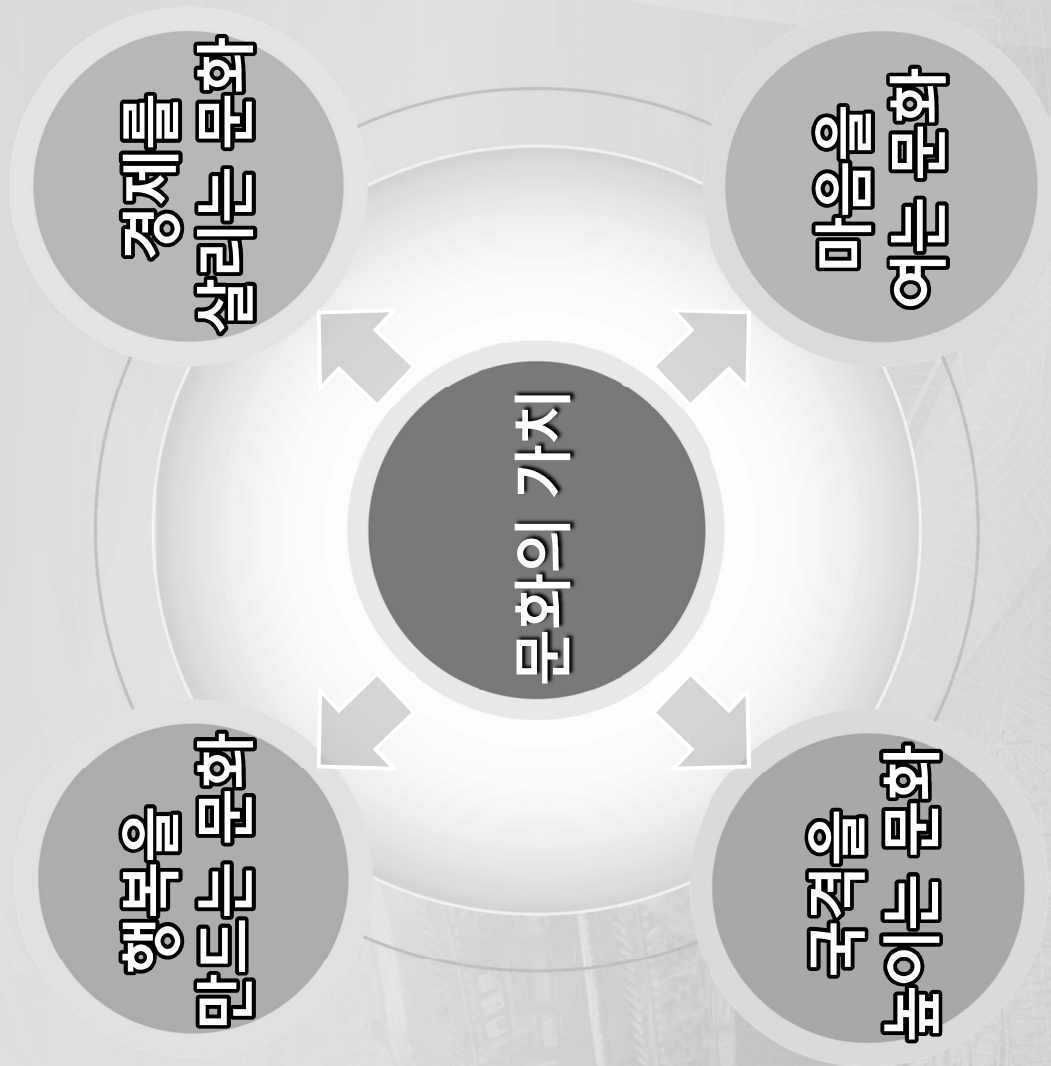 행복을
만드는 문화
경제를
살리는 문화
문화의 가치
국격을
높이는 문화
마음을
여는 문화